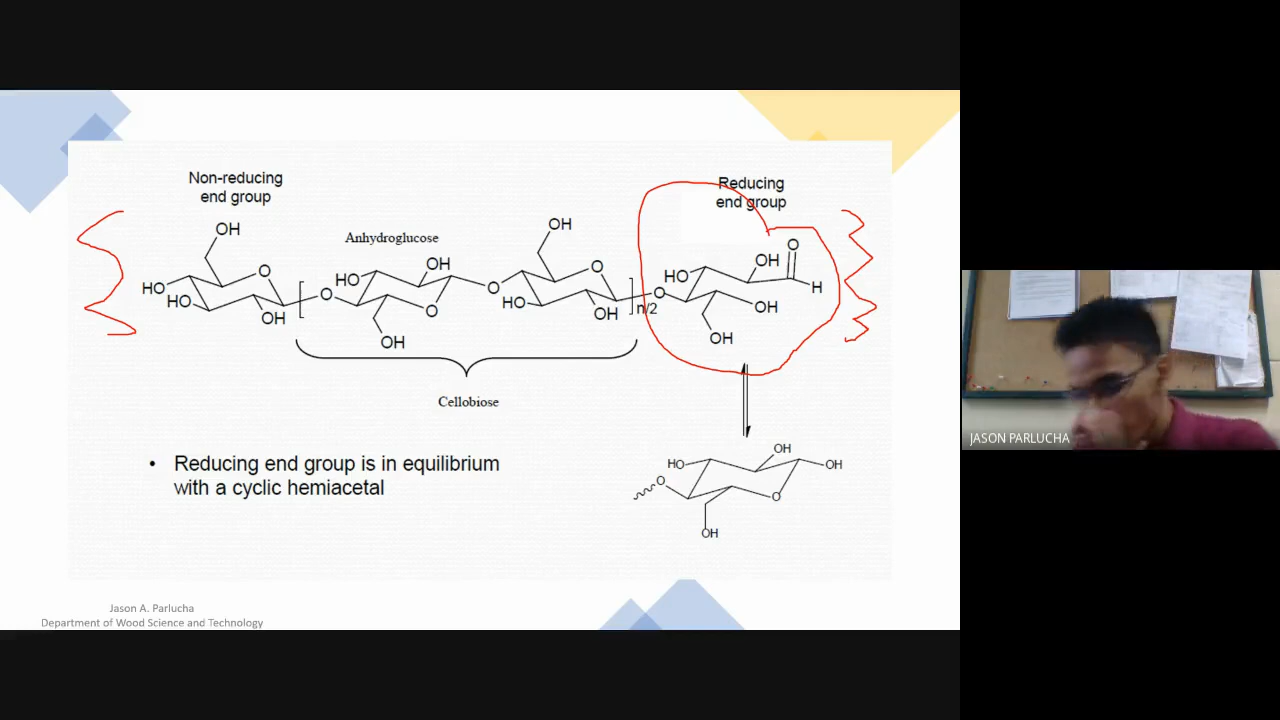 Non-reducing
end group
Reducing
end group
Anhydroglucose
OH
OH
OH
HO
OH
O
O
HO
HO
O
O
O
HO
OH
OH
HO
OH
O
OH
n/2
O
HO
OH
O
H
OH
OH
Cellobiose
• Reducing end group is in equilibrium
with a cyclic hemiacetal
HO
OH
OH
O
O
OH
Jason A. Parlucha
Department of Wood Science and Technology
JASON PARLUCHA